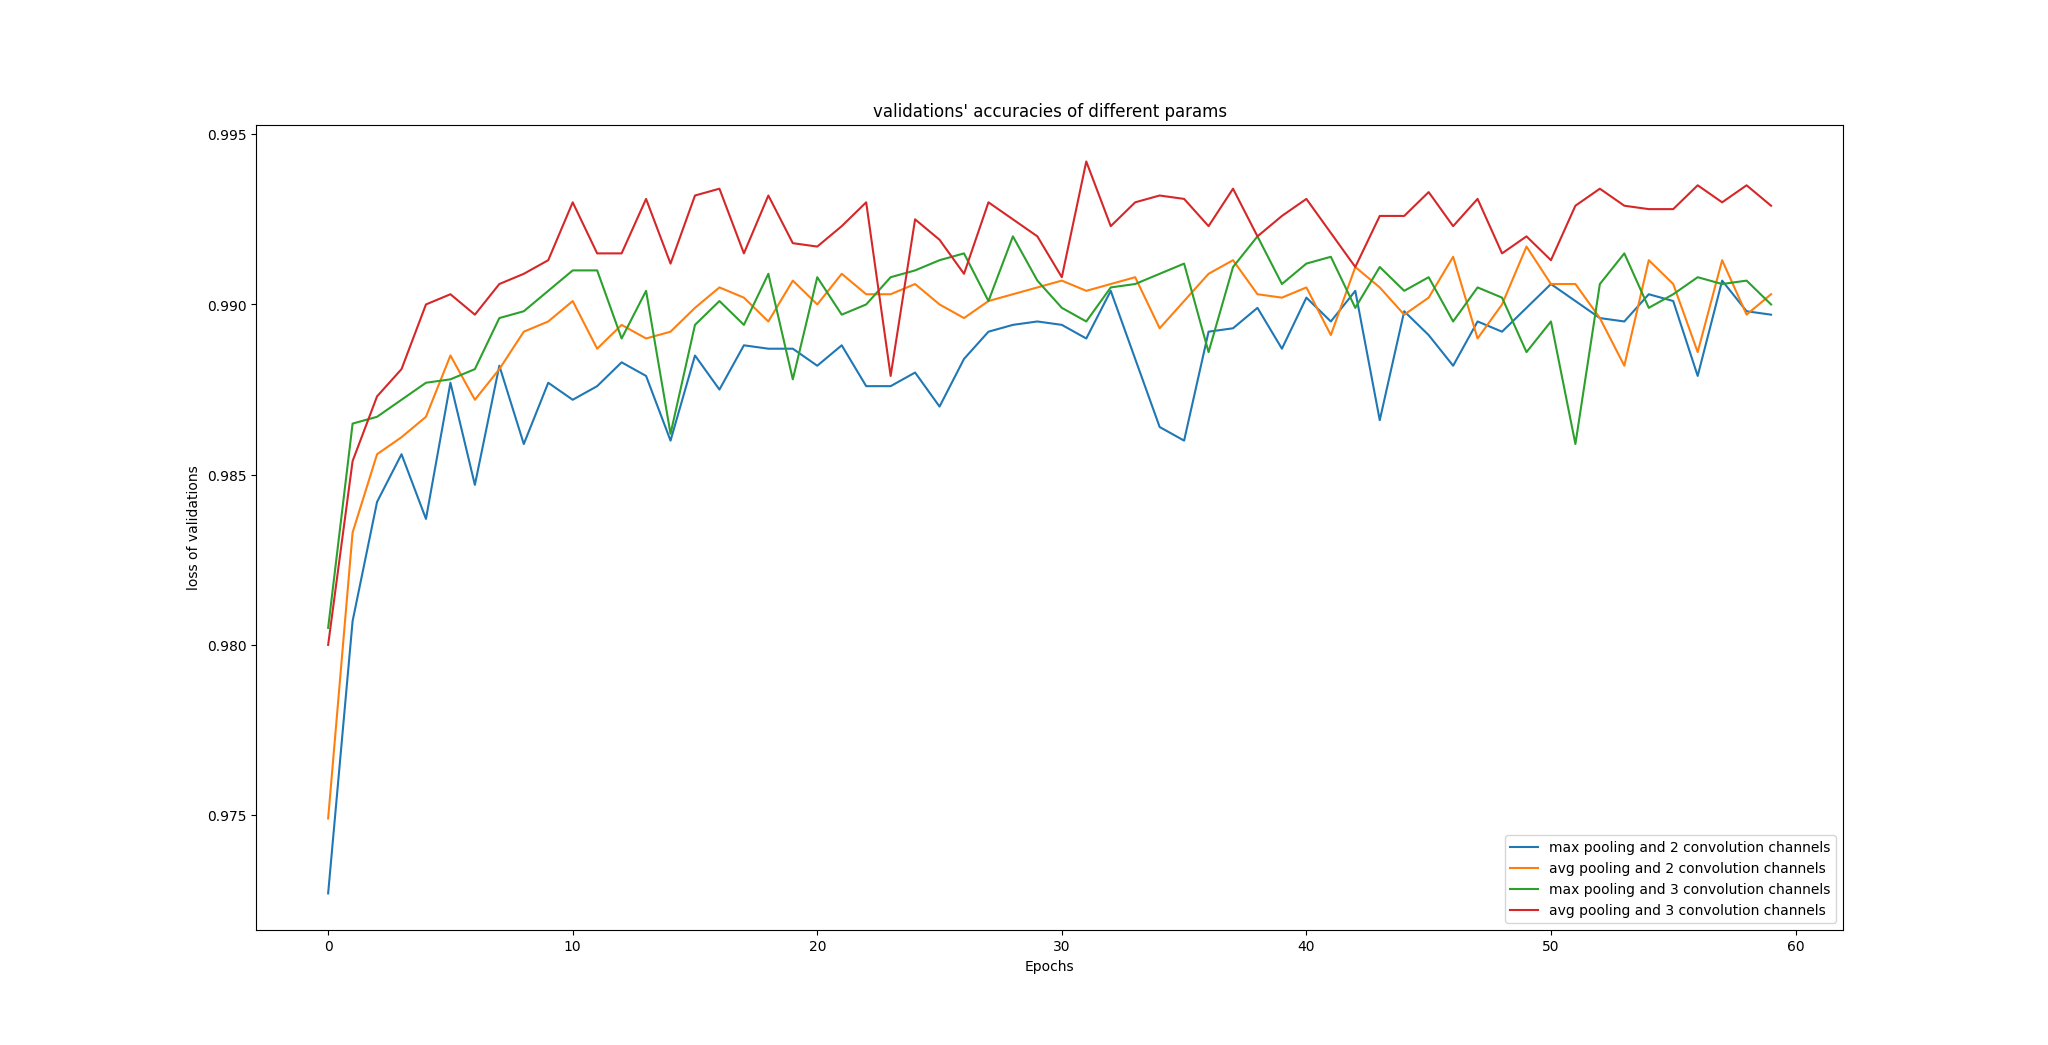 validations' accuracies of different params
0.995
0.990
0.985
0.980
0.975
loss of validations
0 10 20 30 40 50 60
Epochs
max pooling and 2 convolution channels
avg pooling and 2 convolution channels
max pooling and 3 convolution channels
avg pooling and 3 convolution channels